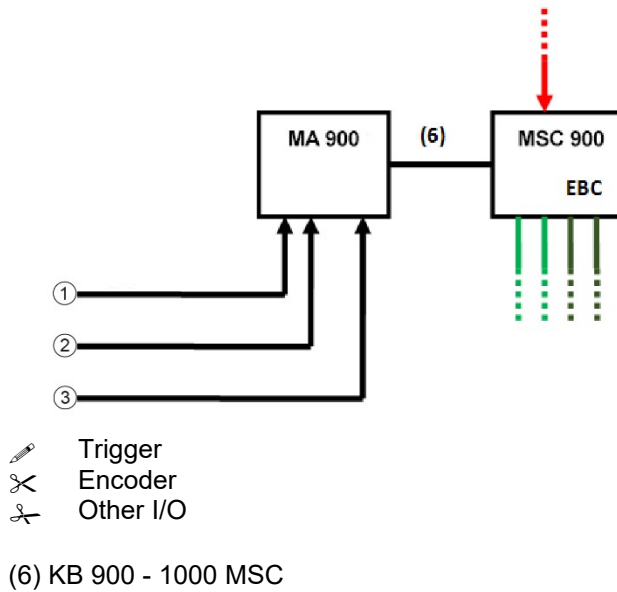 MA 900
(6)
MSC 900
EBC
1
2
3
✏ Trigger
✂ Encoder
✁ Other I/O
(6) KB 900 - 1000 MSC